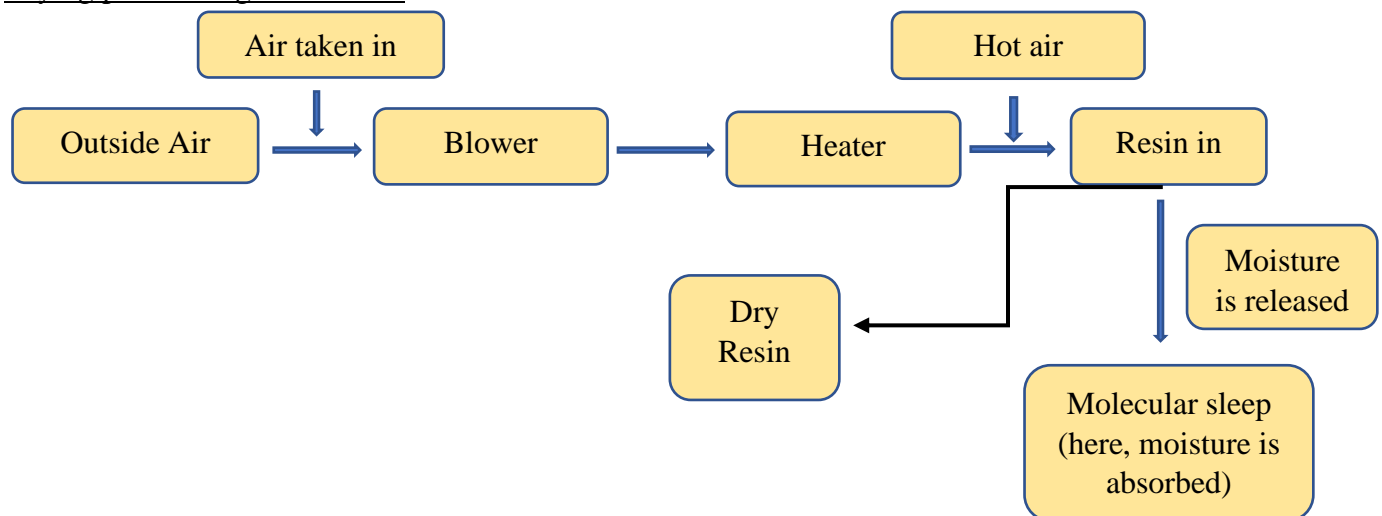 Air taken in
Hot air
Outside Air
Blower
Heater
Resin in
Moisture
is released
Dry
Resin
Molecular sleep
(here, moisture is
absorbed)